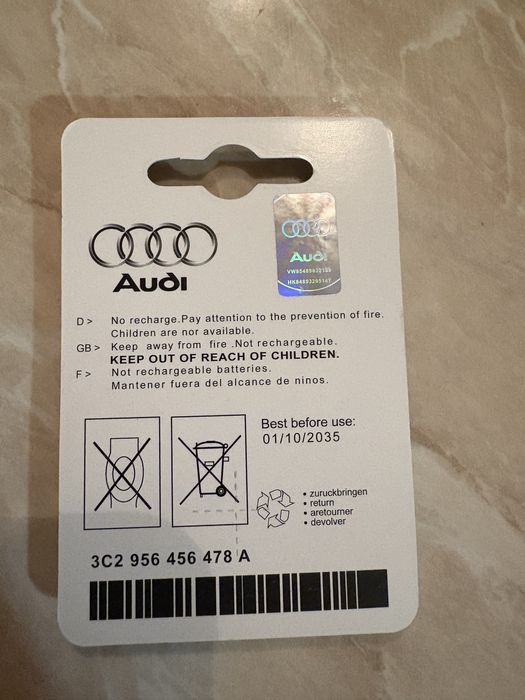 Audi
Audi
VW85485932185
D > No recharge.Pay attention to the prevention of fire.
Children are nor available.
GB > Keep away from fire .Not rechargeable.
KEEP OUT OF REACH OF CHILDREN.
F > Not rechargeable batteries.
Mantener fuera del alcance de ninos.
Best before use:
01/10/2035
• zuruckbringen
• return
• aretourner
• devolver
3C2 956 456 478 A